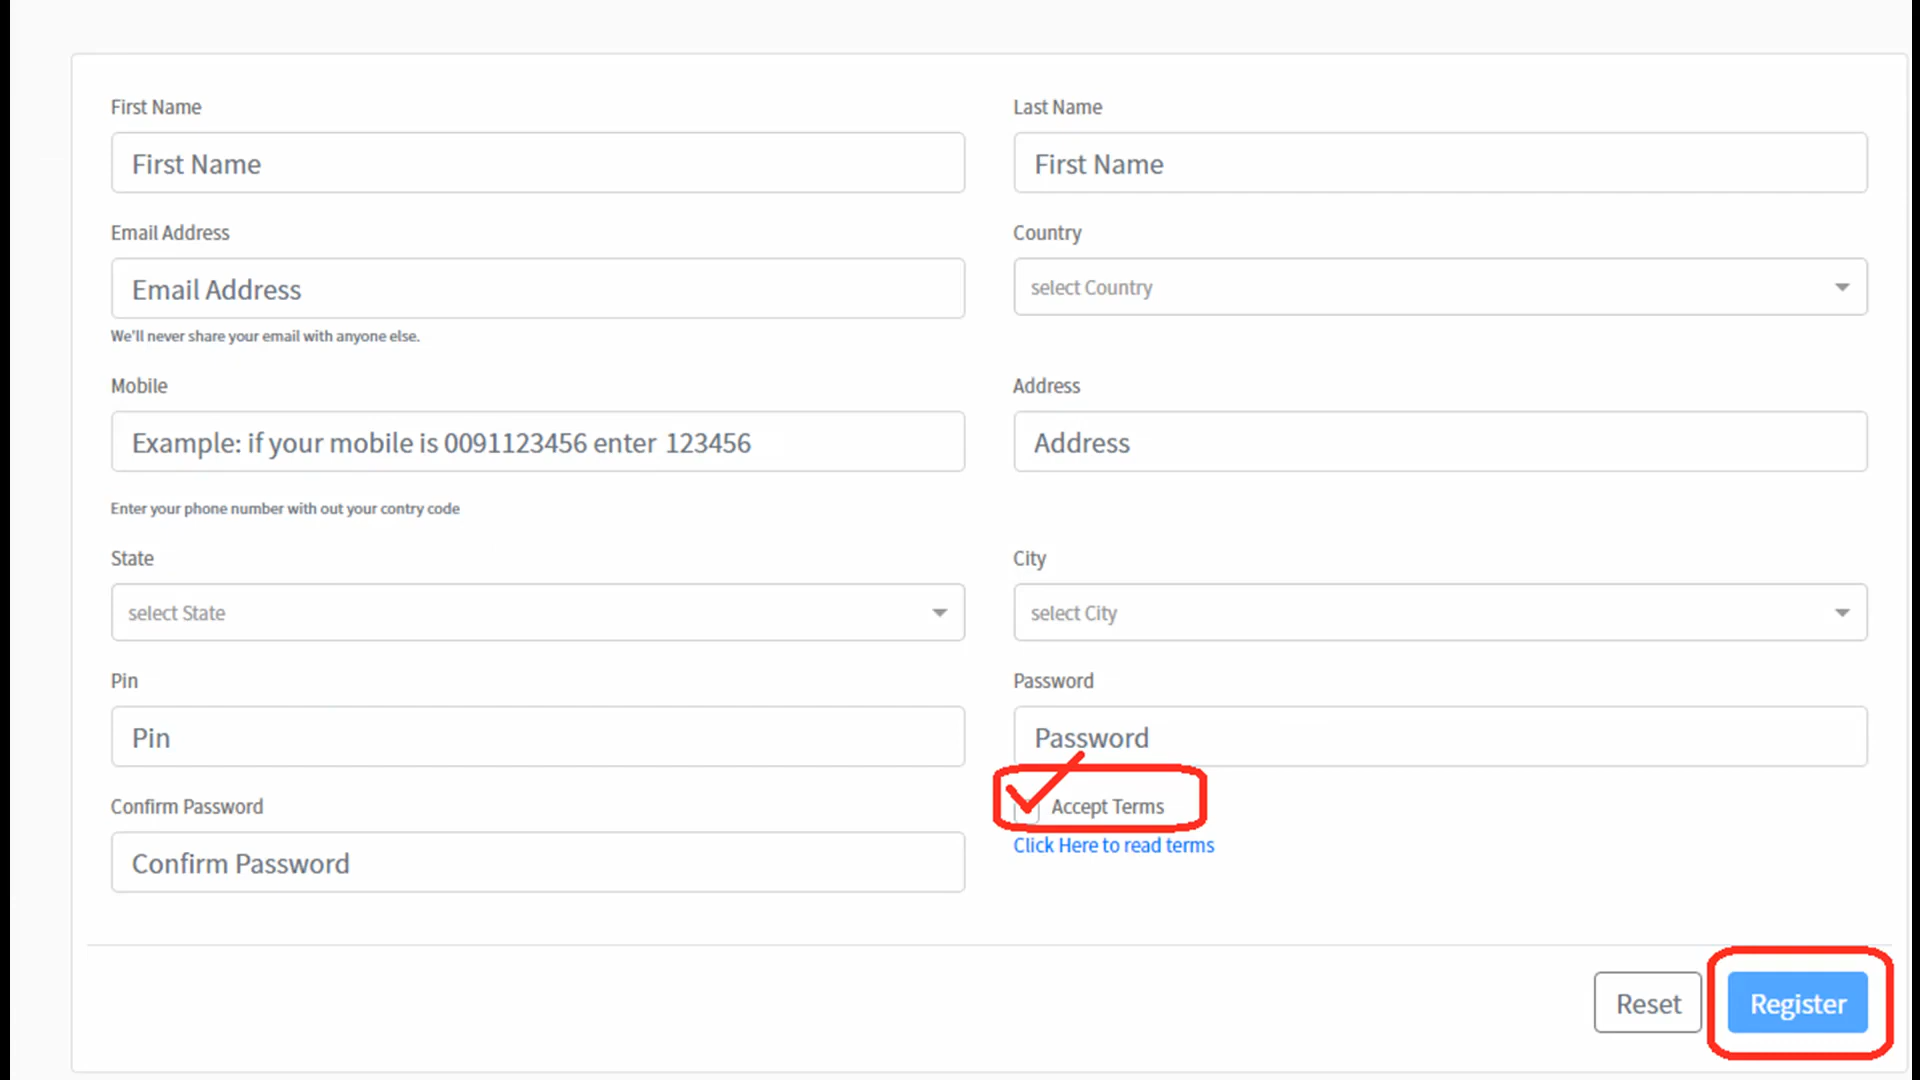 First Name
Last Name
First Name
First Name
Email Address
Country
Email Address
select Country
We'll never share your email with anyone else.
Mobile
Address
Example: if your mobile is 0091123456 enter 123456
Address
Enter your phone number with out your contry code
State
City
select State
select City
Pin
Password
Pin
Password
Confirm Password
Accept Terms
Click Here to read terms
Confirm Password
Reset
Register